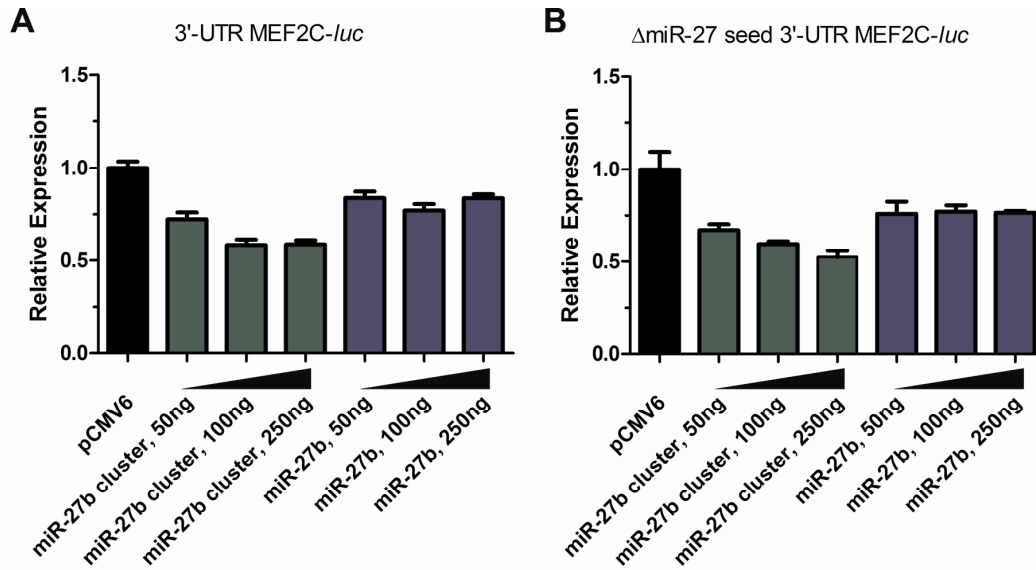 A
3'-UTR MEF2C-luc
Relative Expression
1.5
1.0
0.5
0.0
pCMV6
miR-27b cluster, 50ng
miR-27b cluster, 100ng
miR-27b cluster, 250ng
miR-27b, 50ng
miR-27b, 100ng
miR-27b, 250ng
B
ΔmiR-27 seed 3'-UTR MEF2C-luc
Relative Expression
1.5
1.0
0.5
0.0
pCMV6
miR-27b cluster, 50ng
miR-27b cluster, 100ng
miR-27b cluster, 250ng
miR-27b, 50ng
miR-27b, 100ng
miR-27b, 250ng